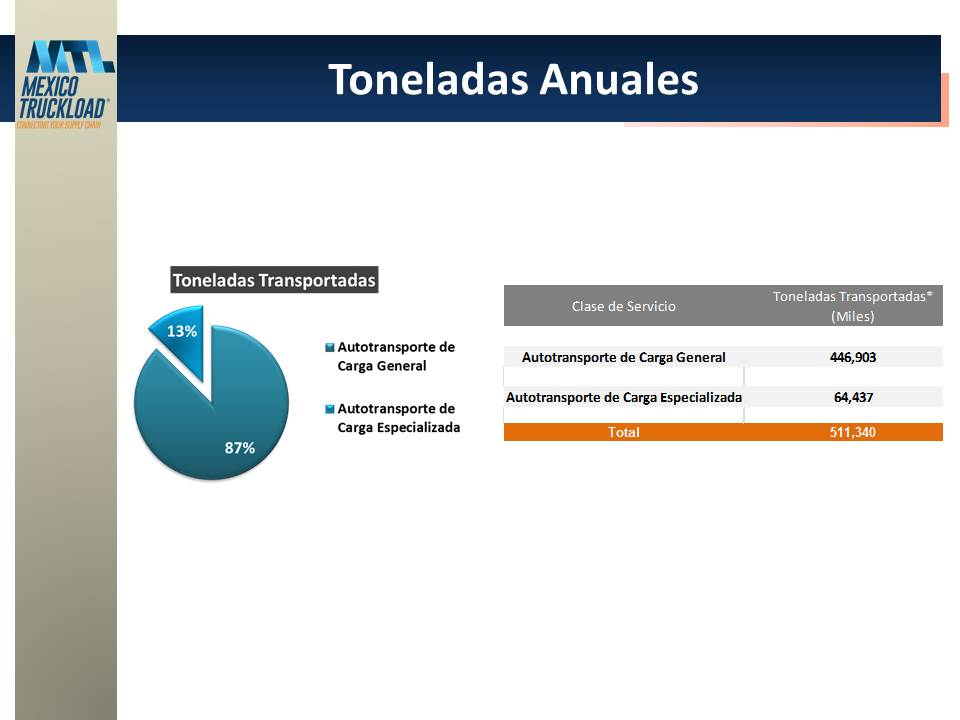 MTL
MEXICO
TRUCKLOAD®
CONNECTING YOUR SUPPLY CHAIN
Toneladas Anuales
Toneladas Transportadas
13%
87%
Autotransporte de
Carga General
Autotransporte de
Carga Especializada
Clase de Servicio
Toneladas Transportadas*
(Miles)
Autotransporte de Carga General 446,903
Autotransporte de Carga Especializada 64,437
Total 511,340